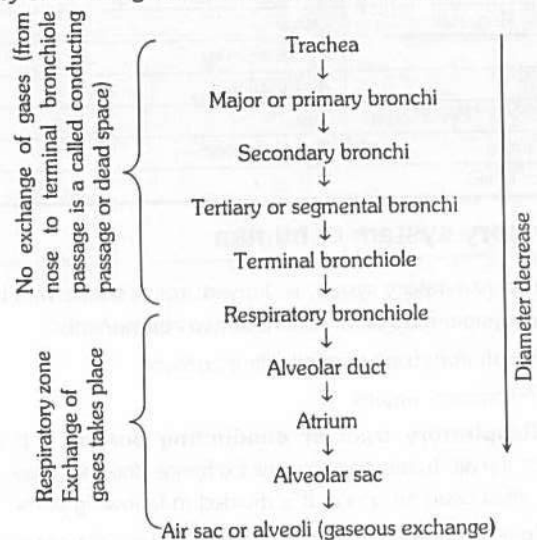 No exchange of gases (from
nose to terminal bronchiole
passage is a called conducting
passage or dead space)
Trachea
↓
Major or primary bronchi
↓
Secondary bronchi
↓
Tertiary or segmental bronchi
↓
Terminal bronchiole
Respiratory zone
Exchange of
gases takes place
↓
Respiratory bronchiole
↓
Alveolar duct
↓
Atrium
↓
Alveolar sac
↓
Air sac or alveoli (gaseous exchange)
Diameter decrease